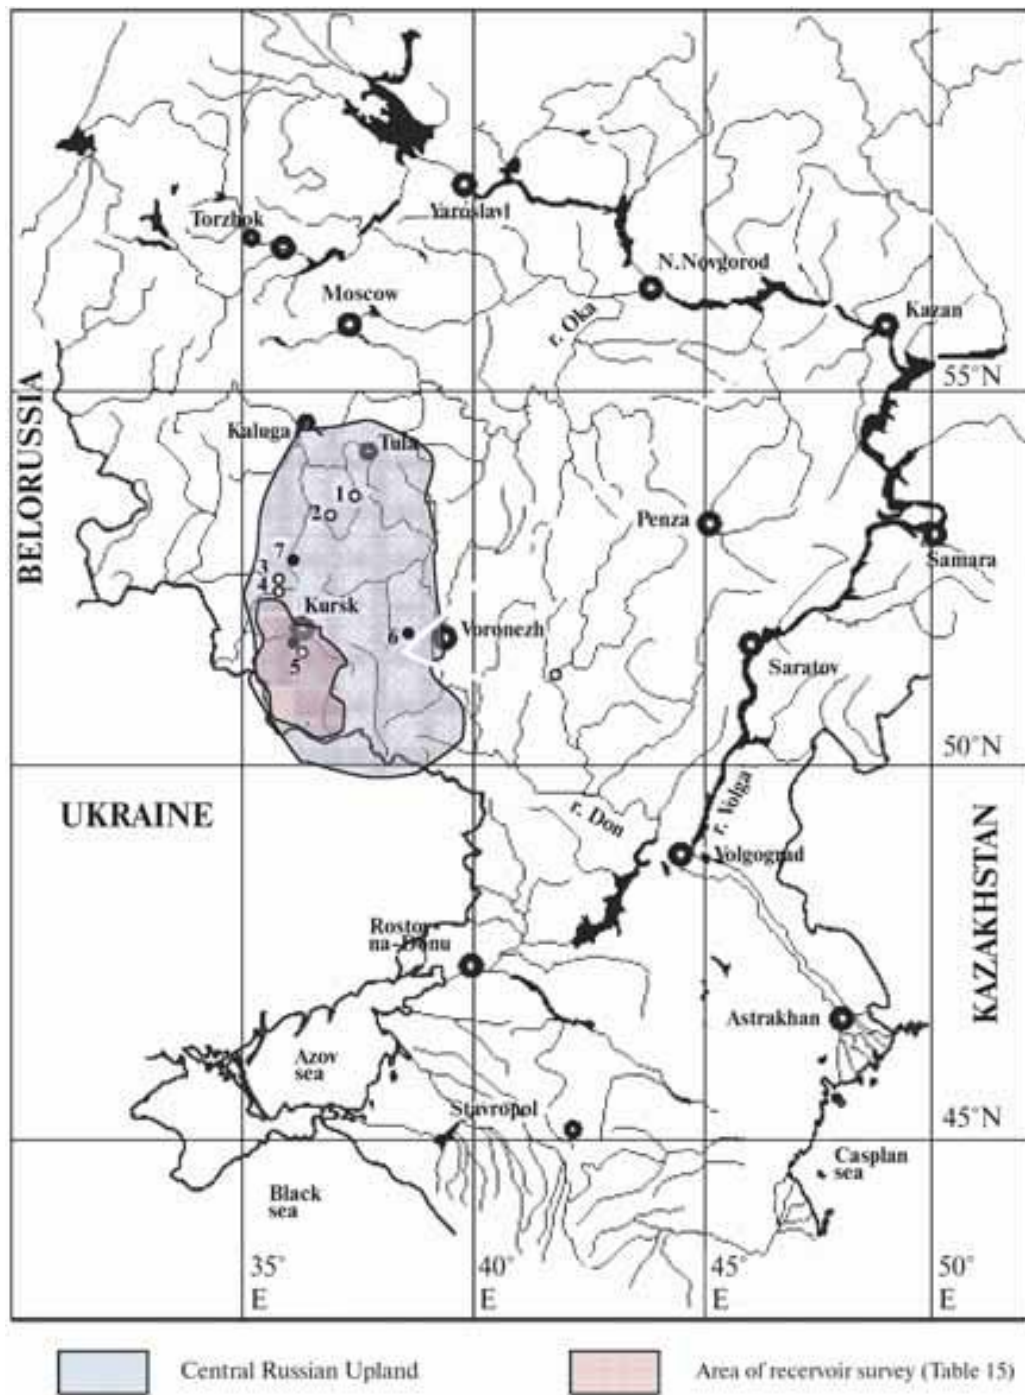 Yaroslavl
Torzhok
N.Novgorod
Moscow
r. Oka
Kazan
55°N
BELORUSSIA
Kaluga
Tula
1
2
Penza
7
3
4
Samara
Kursk
6
Voronezh
5
Saratov
50°N
UKRAINE
r. Don
r. Volga
Volgograd
KAZAKHSTAN
Rostov-
na-Donu
Astrakhan
Azov
sea
Stavropol
45°N
Casplan
sea
Black
sea
35°
E
40°
E
45°
E
50°
E
Central Russian Upland
Area of recervoir survey (Table 15)